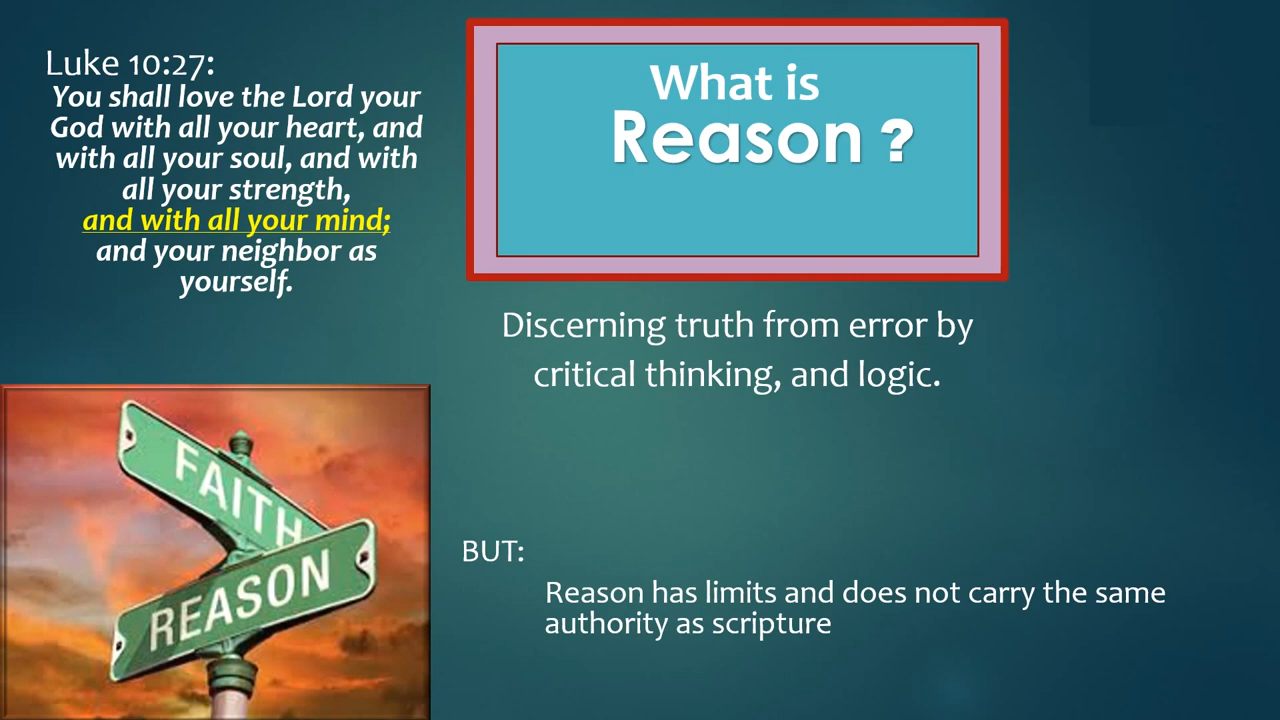 Luke 10:27:
You shall love the Lord your
God with all your heart, and
with all your soul, and with
all your strength,
and with all your mind;
and your neighbor as
yourself.
What is
Reason ?
Discerning truth from error by
critical thinking, and logic.
FAITH
REASON
BUT:
Reason has limits and does not carry the same
authority as scripture